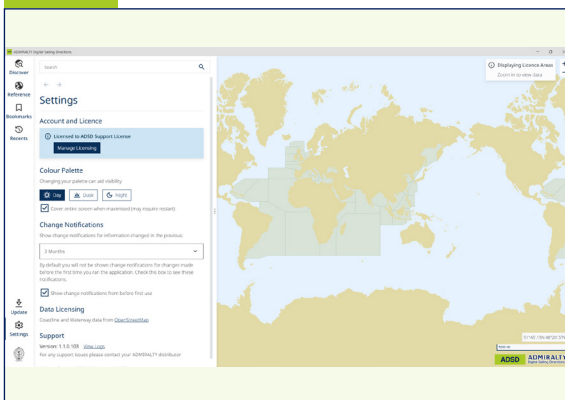 ADMIRALTY Digital Sailing Directions
Discover
Reference
Bookmarks
Recents
Update
Settings
Search
Settings
Account and Licence
Licensed to ADSD Support License
Manage Licensing
Colour Palette
Changing your palette can aid visibility
Day
Dusk
Night
Cover entire screen when maximised (may require restart)
Change Notifications
Show change notifications for information changed in the previous
3 Months
By default you will not be shown change notifications for changes made
before the first time you ran the application. Check this box to see these
notifications.
Show change notifications from before first use
Data Licensing
Coastline and Waterway data from OpenStreetMap
Support
Version: 1.1.0.108 View Logs
For any support issues please contact your ADMIRALTY distributor
Displaying Licence Areas
Zoom in to view data
ADSD
ADMIRALTY
Digital Sailing Directions